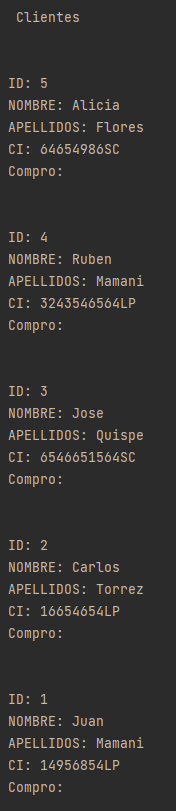 Clientes
ID: 5
NOMBRE: Alicia
APELLIDOS: Flores
CI: 64654986SC
Compro:
ID: 4
NOMBRE: Ruben
APELLIDOS: Mamani
CI: 3243546564LP
Compro:
ID: 3
NOMBRE: Jose
APELLIDOS: Quispe
CI: 6546651564SC
Compro:
ID: 2
NOMBRE: Carlos
APELLIDOS: Torrez
CI: 16654654LP
Compro:
ID: 1
NOMBRE: Juan
APELLIDOS: Mamani
CI: 14956854LP
Compro: